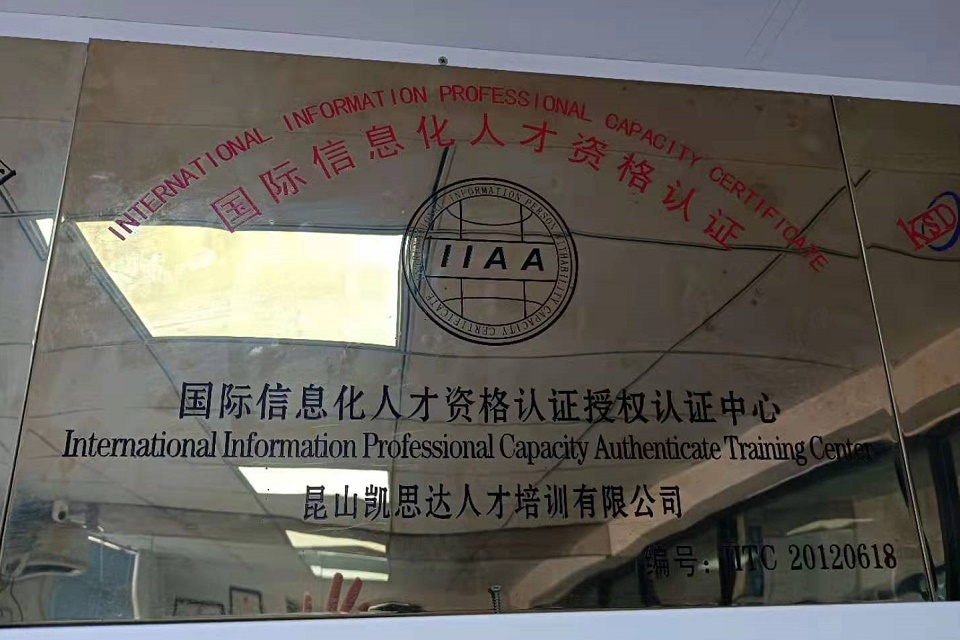 INTERNATIONAL INFORMATION PROFESSIONAL CAPACITY CERTIFICATE
国际信息化人才资格认证
IIAA
国际信息化人才资格认证授权认证中心
International Information Professional Capacity Authenticate Training Center
昆山凯思达人才培训有限公司
编号：IITC 20120618
KSD